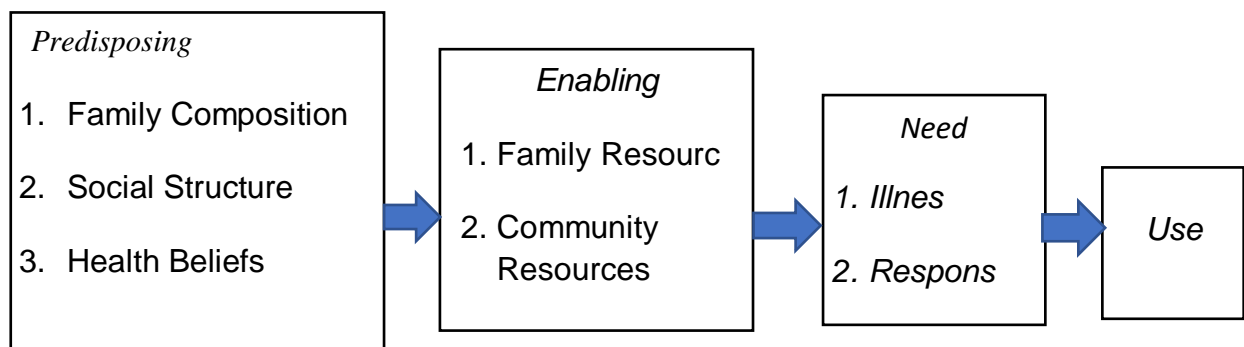 Predisposing
1. Family Composition
2. Social Structure
3. Health Beliefs
Enabling
1. Family Resourc
2. Community
Resources
Need
1. Illnes
2. Respons
Use